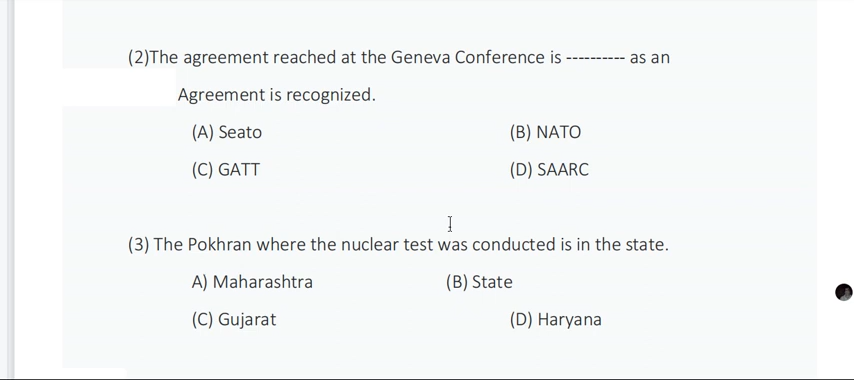 (2)The agreement reached at the Geneva Conference is ---------- as an
Agreement is recognized.
(A) Seato (B) NATO
(C) GATT (D) SAARC
(3) The Pokhran where the nuclear test was conducted is in the state.
A) Maharashtra (B) State
(C) Gujarat (D) Haryana